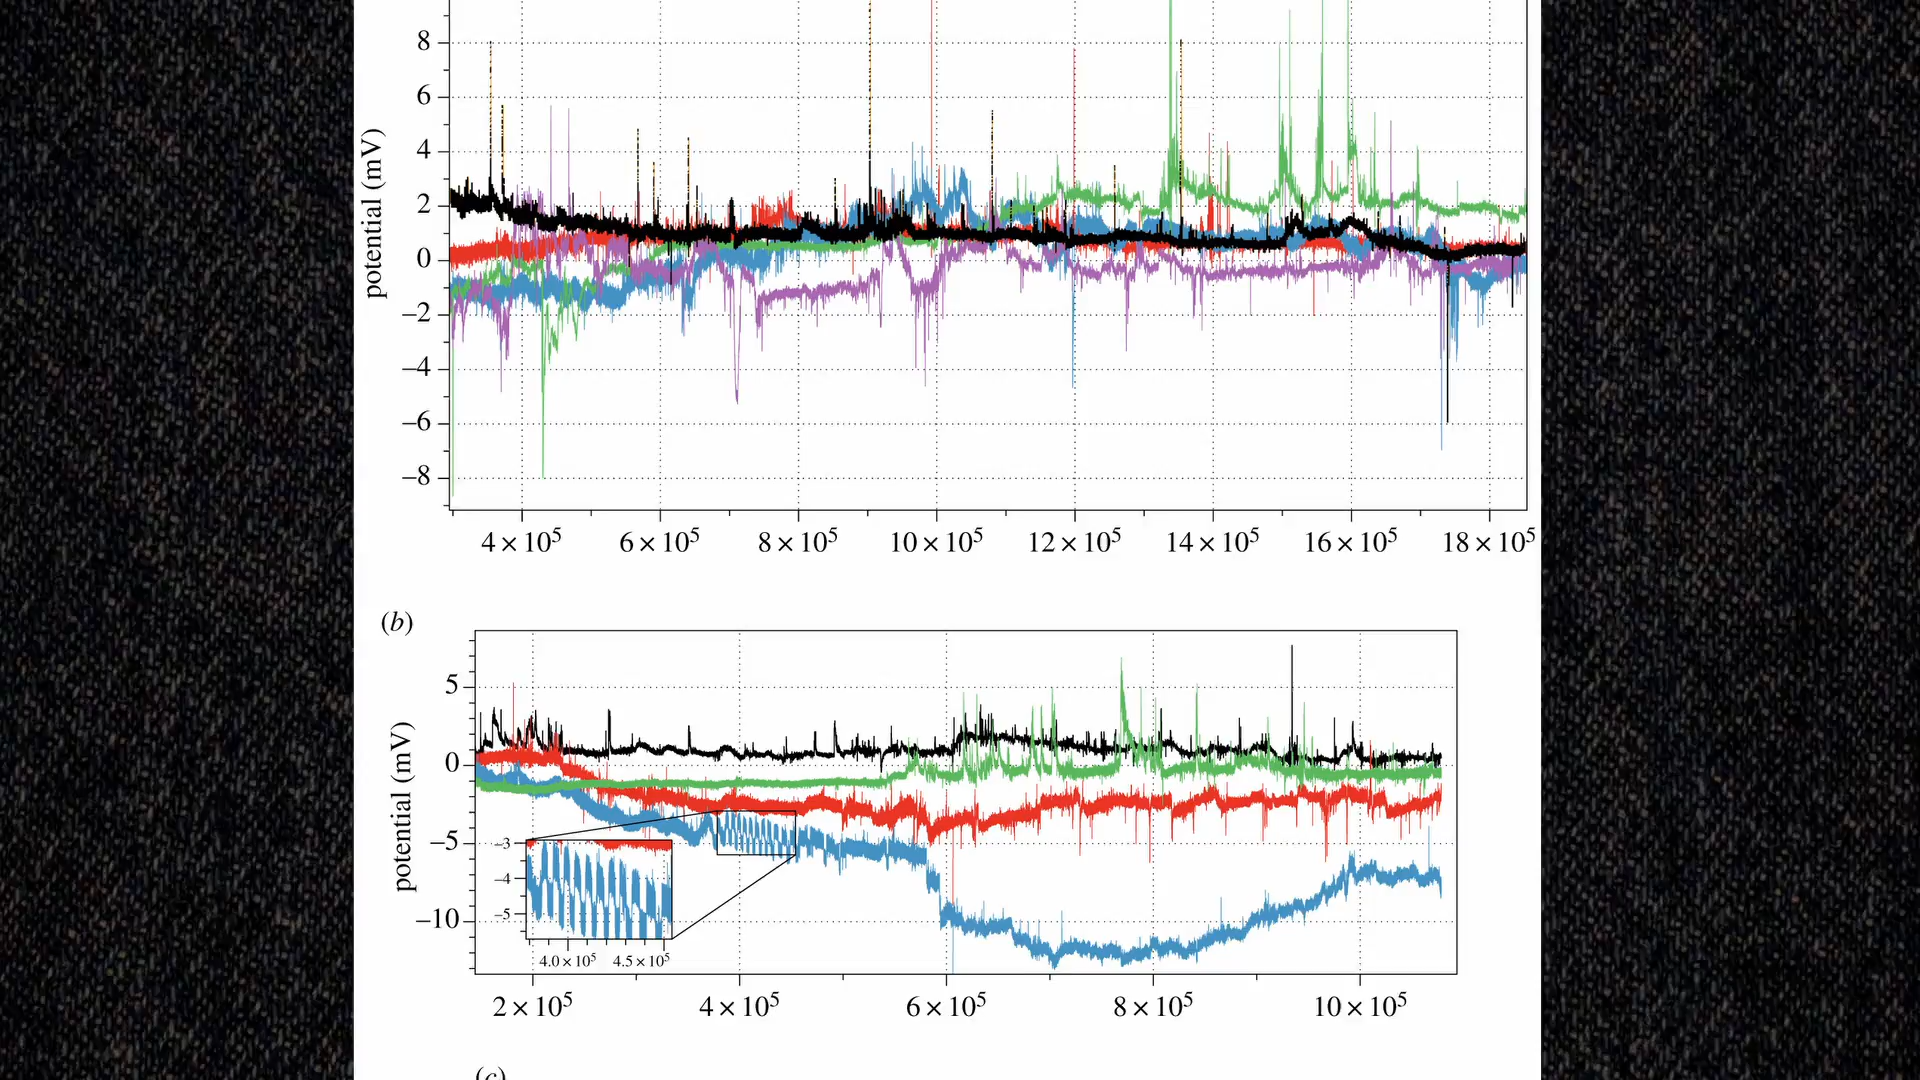 8
6
4
2
0
−2
−4
−6
−8
potential (mV)
4 × 10⁵ 6 × 10⁵ 8 × 10⁵ 10 × 10⁵ 12 × 10⁵ 14 × 10⁵ 16 × 10⁵ 18 × 10⁵
(b)
5
0
−5
−10
potential (mV)
−3
−4
−5
4.0 × 10⁵ 4.5 × 10⁵
2 × 10⁵ 4 × 10⁵ 6 × 10⁵ 8 × 10⁵ 10 × 10⁵
(c)